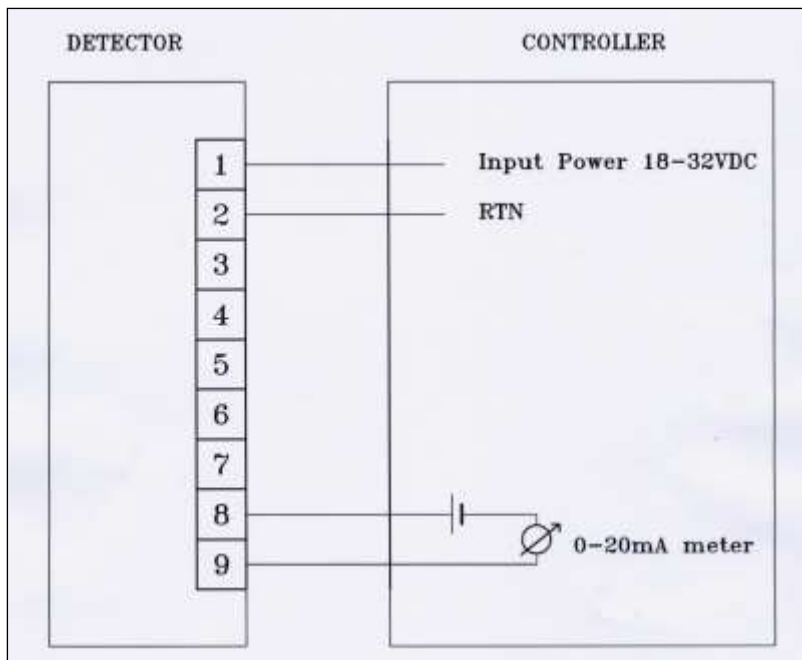 DETECTOR CONTROLLER
1 Input Power 18-32VDC
2 RTN
3
4
5
6
7
8
0-20mA meter
9